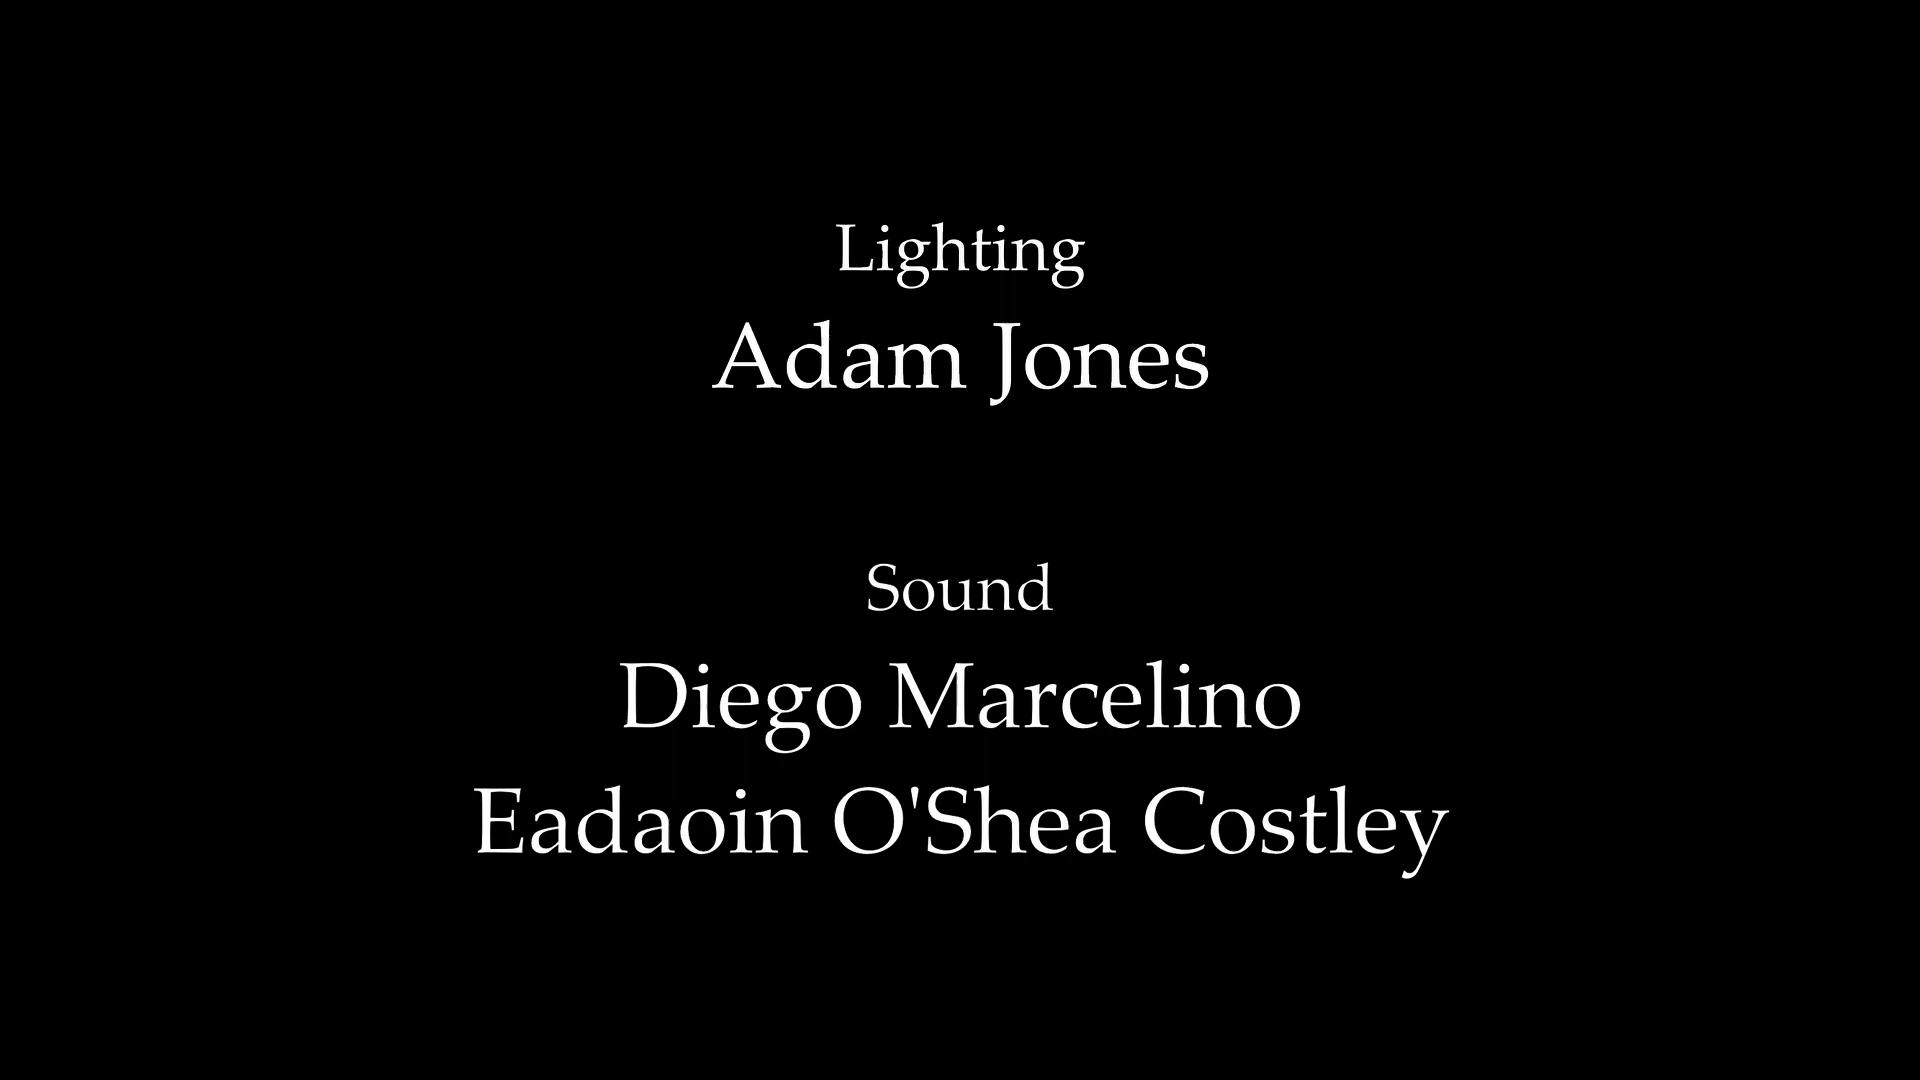 Lighting
Adam Jones
Sound
Diego Marcelino
Eadaoin O'Shea Costley